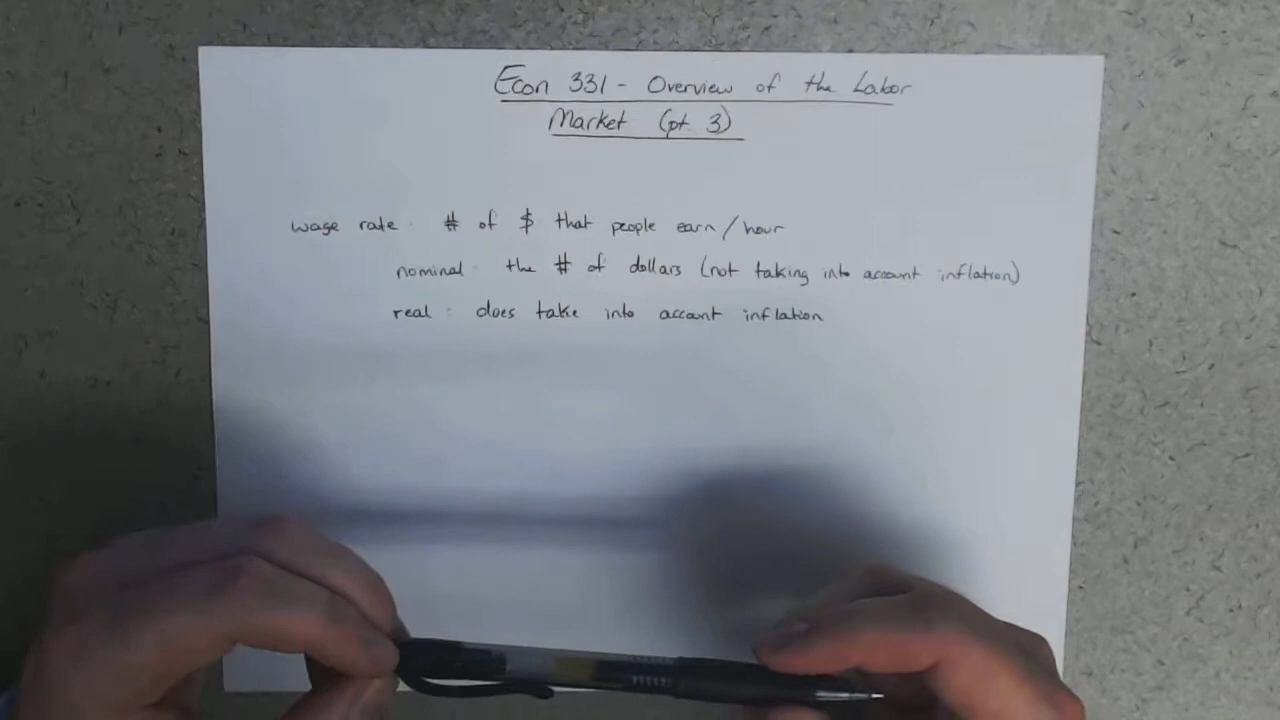 Econ 331 - Overview of the Labor
Market (pt. 3)
wage rate: # of $ that people earn/hour
nominal: the # of dollars (not taking into account inflation)
real: does take into account inflation